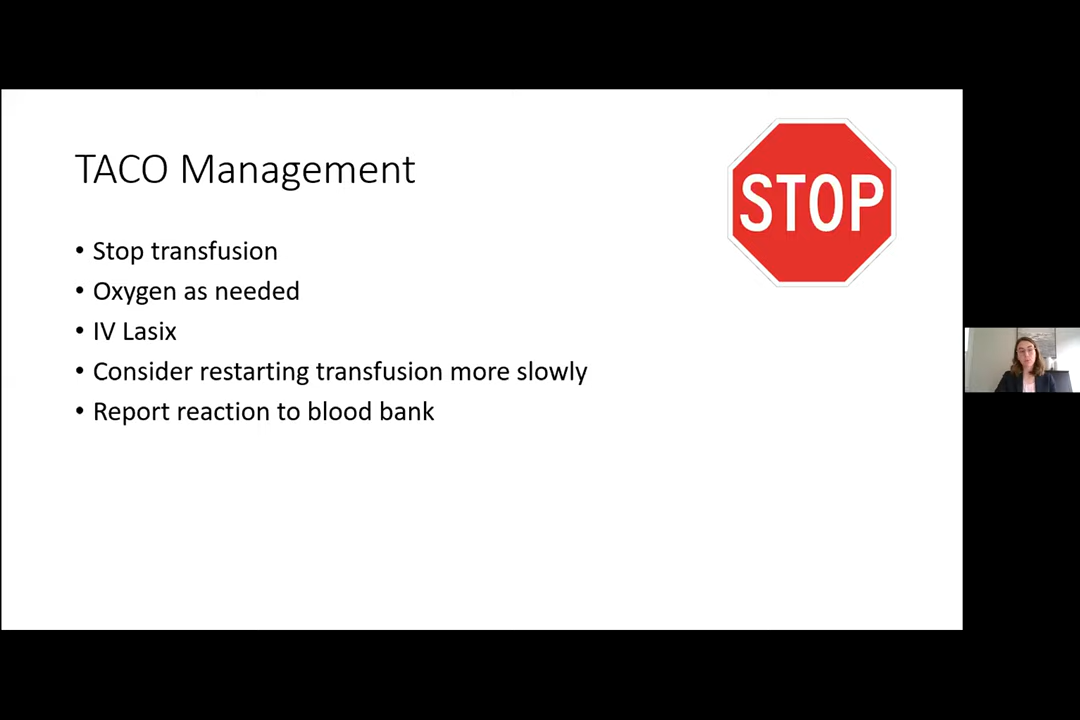 TACO Management
STOP
• Stop transfusion
• Oxygen as needed
• IV Lasix
• Consider restarting transfusion more slowly
• Report reaction to blood bank